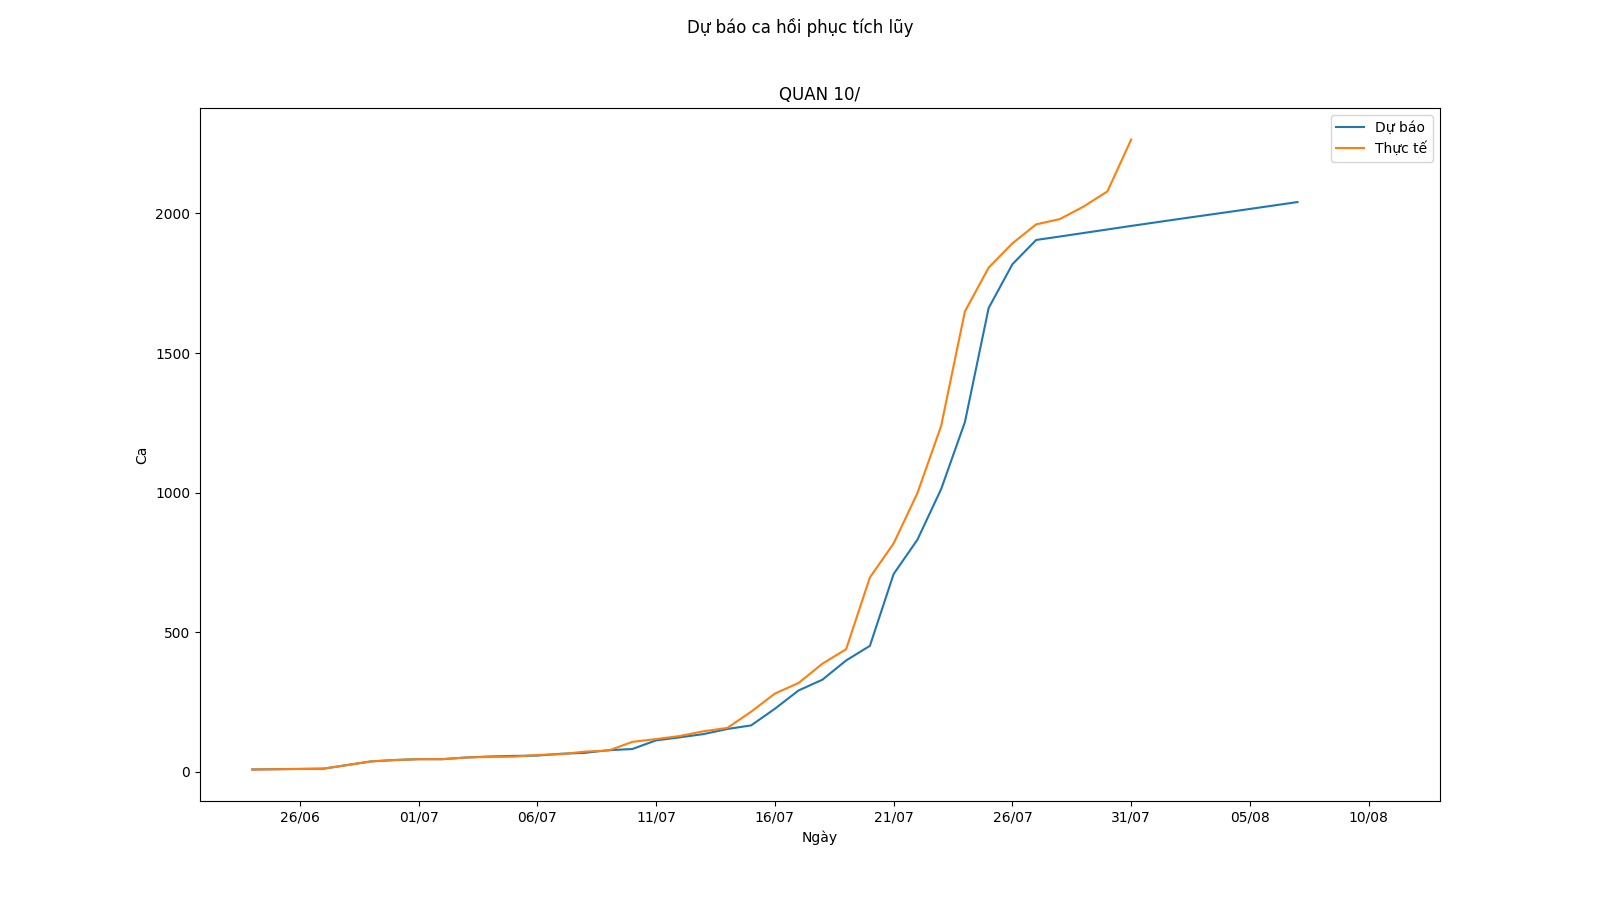 Dự báo ca hồi phục tích lũy
QUAN 10/
Dự báo
Thực tế
2000
1500
1000
500
0
Ca
26/06
01/07
06/07
11/07
16/07
21/07
26/07
31/07
05/08
10/08
Ngày